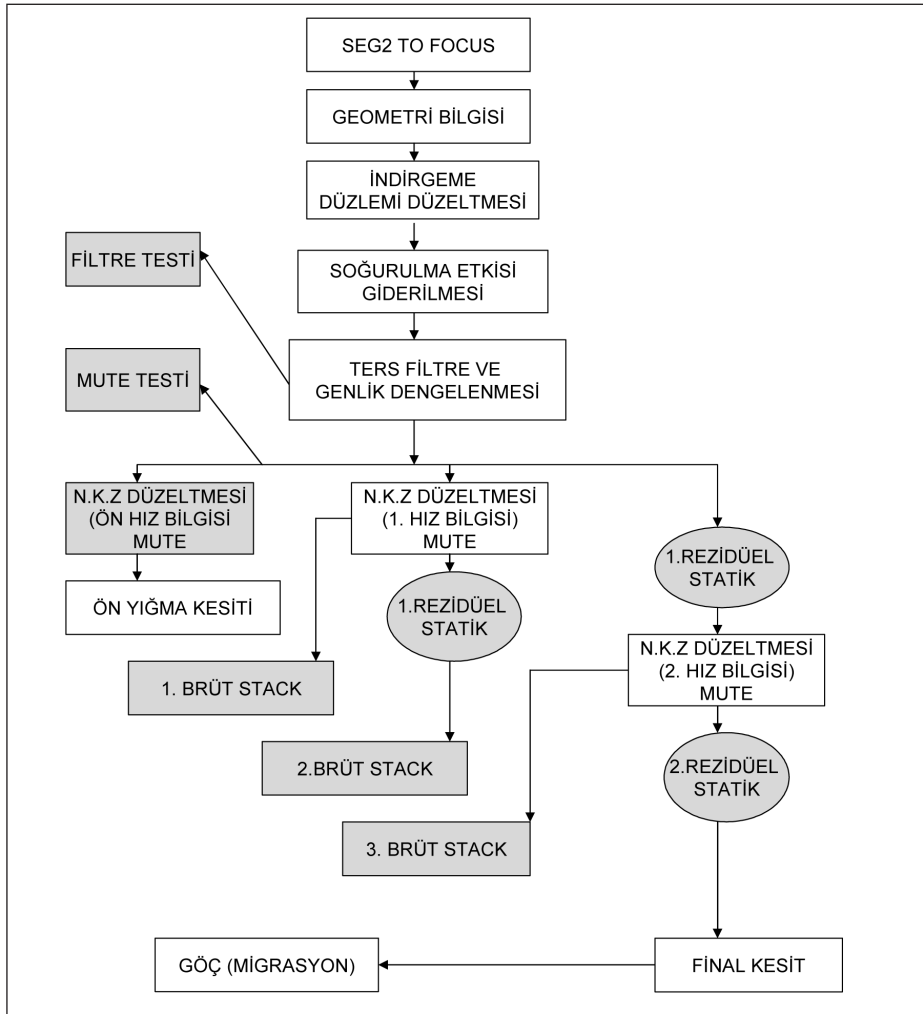 SEG2 TO FOCUS
GEOMETRİ BİLGİSİ
İNDİRGEME
DÜZLEMİ DÜZELTMESİ
FİLTRE TESTİ
SOĞURULMA ETKİSİ
GİDERİLMESİ
MUTE TESTİ
TERS FİLTRE VE
GENLİK DENGELENMESİ
N.K.Z DÜZELTMESİ
(ÖN HIZ BİLGİSİ
MUTE
N.K.Z DÜZELTMESİ
(1. HIZ BİLGİSİ)
MUTE
1.REZİDÜEL
STATİK
ÖN YIĞMA KESİTİ
1.REZİDÜEL
STATİK
N.K.Z DÜZELTMESİ
(2. HIZ BİLGİSİ)
MUTE
1. BRÜT STACK
2.BRÜT STACK
2.REZİDÜEL
STATİK
3. BRÜT STACK
GÖÇ (MİGRASYON)
FİNAL KESİT